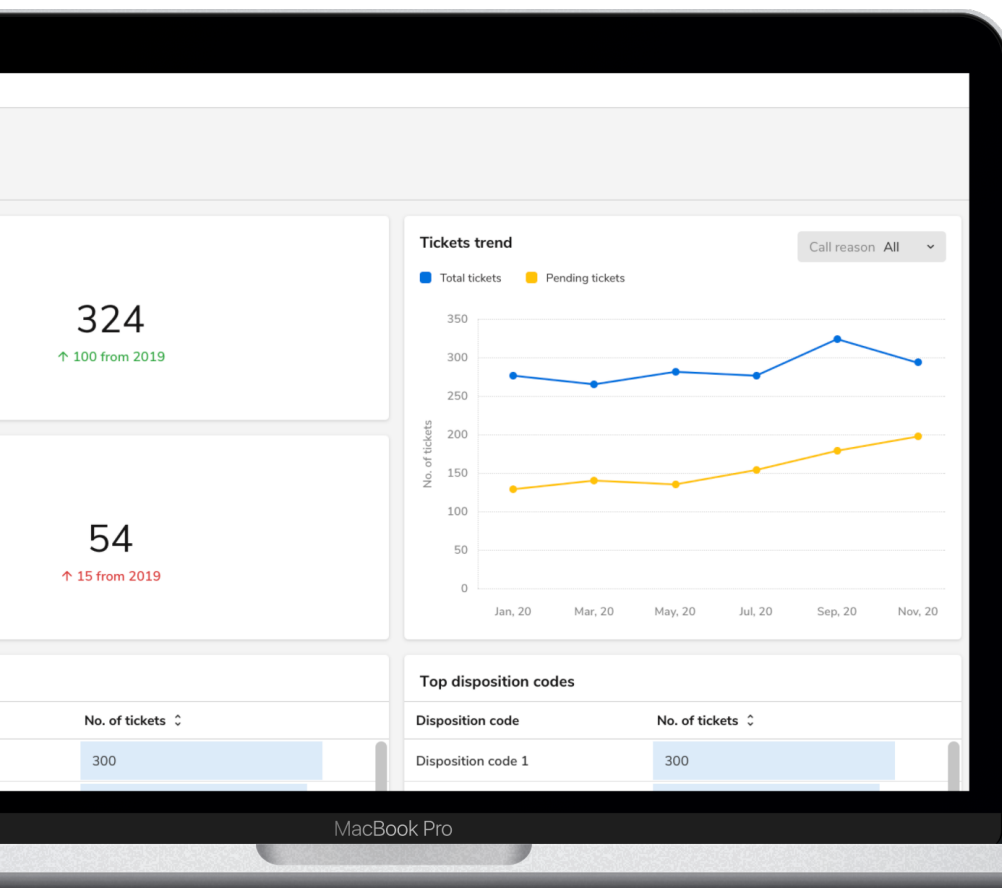 324
↑ 100 from 2019
54
↑ 15 from 2019
Tickets trend
Call reason All
Total tickets Pending tickets
No. of tickets
350
300
250
200
150
100
50
0
Jan, 20 Mar, 20 May, 20 Jul, 20 Sep, 20 Nov, 20
No. of tickets
300
Top disposition codes
Disposition code No. of tickets
Disposition code 1 300
MacBook Pro